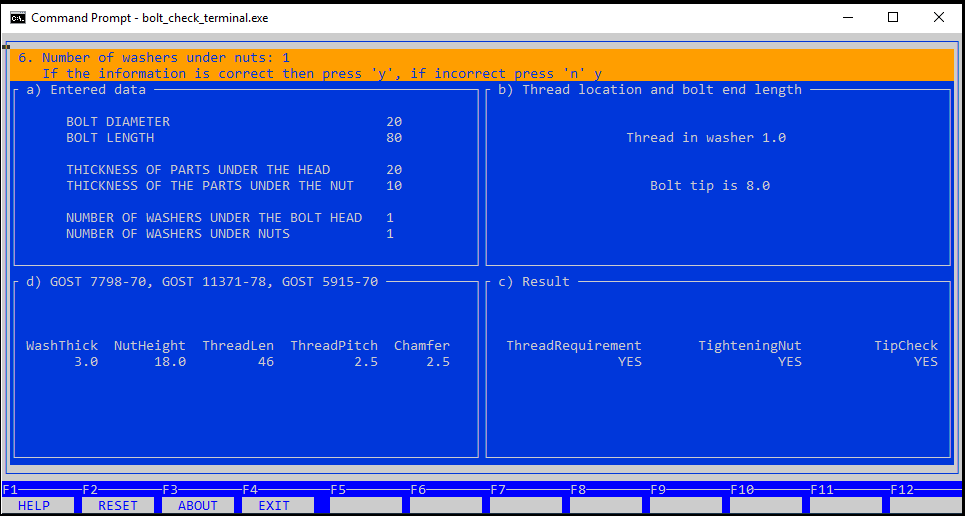 Command Prompt - bolt_check_terminal.exe
6. Number of washers under nuts: 1
If the information is correct then press 'y', if incorrect press 'n' y
a) Entered data
BOLT DIAMETER 20
BOLT LENGTH 80
THICKNESS OF PARTS UNDER THE HEAD 20
THICKNESS OF THE PARTS UNDER THE NUT 10
NUMBER OF WASHERS UNDER THE BOLT HEAD 1
NUMBER OF WASHERS UNDER NUTS 1
b) Thread location and bolt end length
Thread in washer 1.0
Bolt tip is 8.0
d) GOST 7798-70, GOST 11371-78, GOST 5915-70
WashThick NutHeight ThreadLen ThreadPitch Chamfer
3.0 18.0 46 2.5 2.5
c) Result
ThreadRequirement TighteningNut TipCheck
YES YES YES
F1 F2 F3 F4 F5 F6 F7 F8 F9 F10 F11 F12
HELP RESET ABOUT EXIT